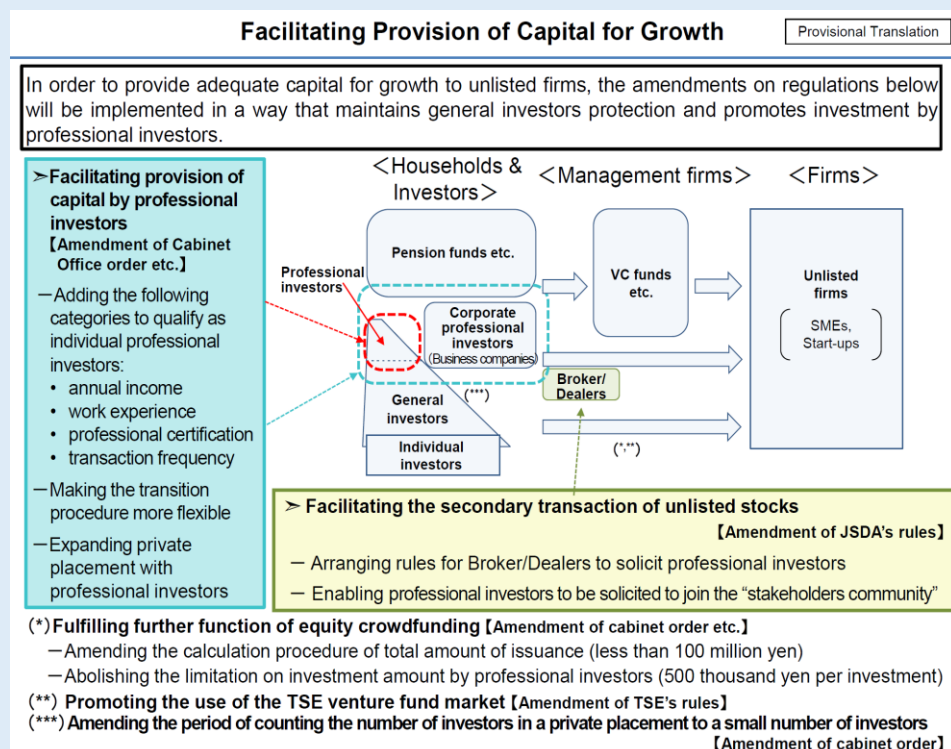 Facilitating Provision of Capital for Growth
Provisional Translation
In order to provide adequate capital for growth to unlisted firms, the amendments on regulations below
will be implemented in a way that maintains general investors protection and promotes investment by
professional investors.
➣Facilitating provision of
capital by professional
investors
【Amendment of Cabinet
Office order etc.】
—Adding the following
categories to qualify as
individual professional
investors:
• annual income
• work experience
• professional certification
• transaction frequency
—Making the transition
procedure more flexible
—Expanding private
placement with
professional investors
<Households &
Investors>
<Management firms>
<Firms>
Pension funds etc.
Professional
investors
Corporate
professional
investors
(Business companies)
(***)
General
investors
Individual
investors
VC funds
etc.
Broker/
Dealers
(*,**)
Unlisted
firms
SMEs,
Start-ups
➣ Facilitating the secondary transaction of unlisted stocks
【Amendment of JSDA's rules】
— Arranging rules for Broker/Dealers to solicit professional investors
— Enabling professional investors to be solicited to join the "stakeholders community"
(*) Fulfilling further function of equity crowdfunding【Amendment of cabinet order etc.】
—Amending the calculation procedure of total amount of issuance (less than 100 million yen)
—Abolishing the limitation on investment amount by professional investors (500 thousand yen per investment)
(**) Promoting the use of the TSE venture fund market【Amendment of TSE's rules】
(***) Amending the period of counting the number of investors in a private placement to a small number of investors
【Amendment of cabinet order】